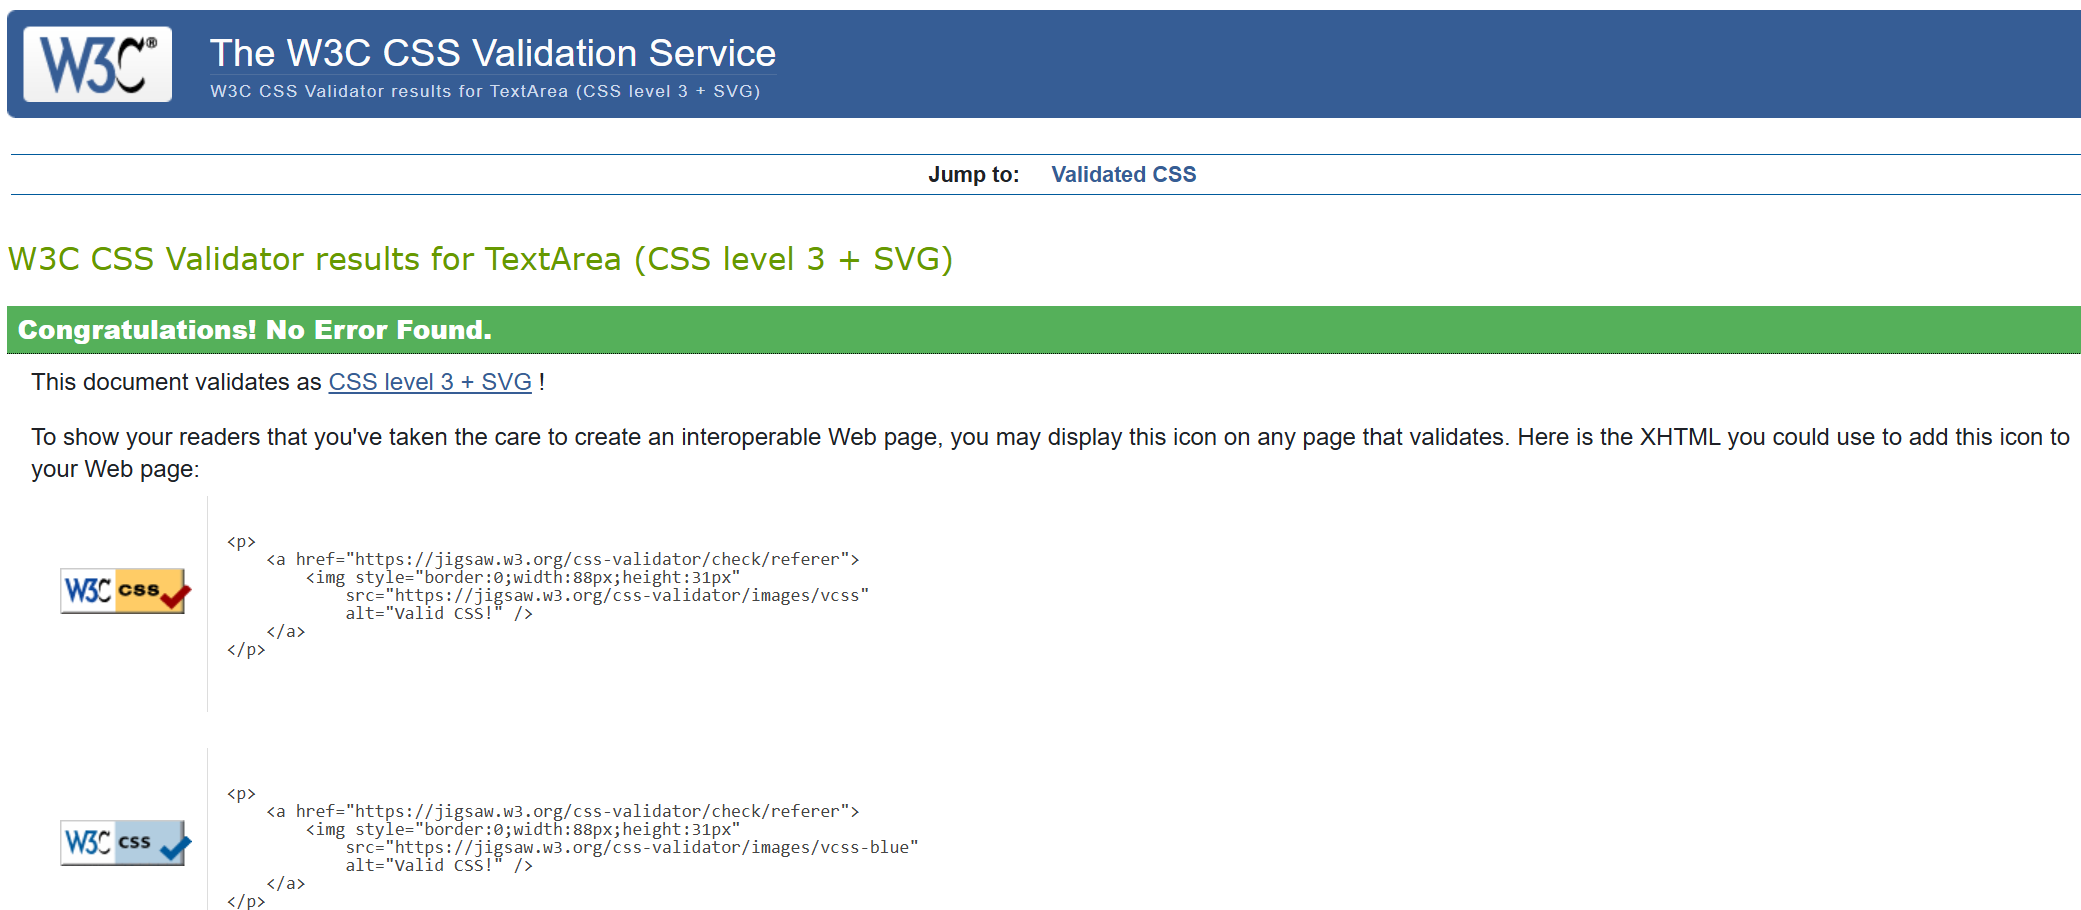 W3C®
The W3C CSS Validation Service
W3C CSS Validator results for TextArea (CSS level 3 + SVG)
Jump to: Validated CSS
W3C CSS Validator results for TextArea (CSS level 3 + SVG)
Congratulations! No Error Found.
This document validates as CSS level 3 + SVG !
To show your readers that you've taken the care to create an interoperable Web page, you may display this icon on any page that validates. Here is the XHTML you could use to add this icon to
your Web page:
W3C css
<p>
    <a href="https://jigsaw.w3.org/css-validator/check/referer">
        <img style="border:0;width:88px;height:31px"
            src="https://jigsaw.w3.org/css-validator/images/vcss"
            alt="Valid CSS!" />
    </a>
</p>
W3C css
<p>
    <a href="https://jigsaw.w3.org/css-validator/check/referer">
        <img style="border:0;width:88px;height:31px"
            src="https://jigsaw.w3.org/css-validator/images/vcss-blue"
            alt="Valid CSS!" />
    </a>
</p>